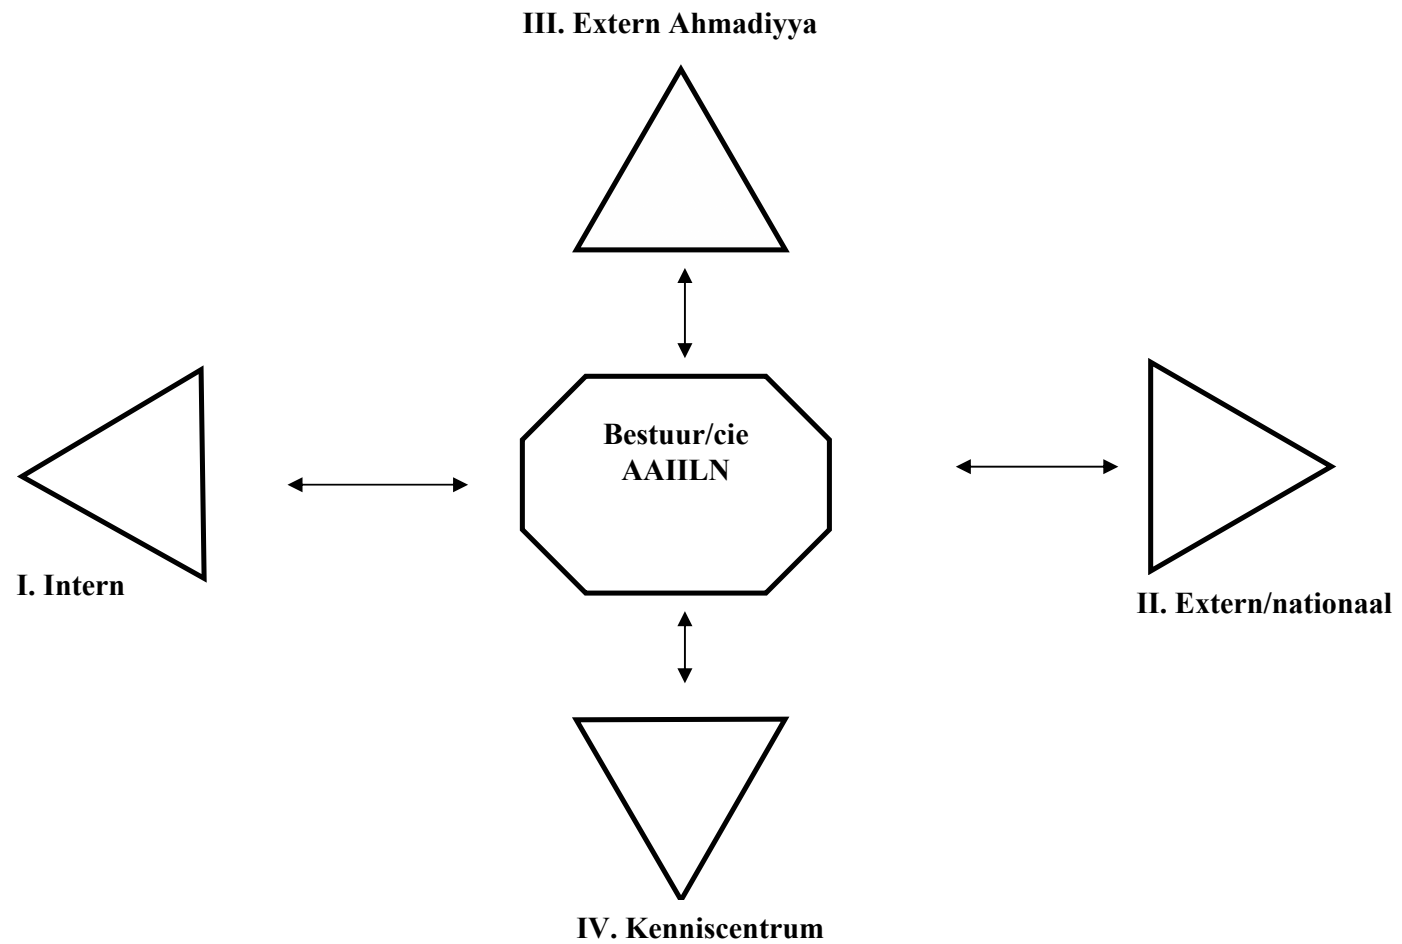 III. Extern Ahmadiyya
Bestuur/cie
AAIILN
I. Intern
II. Extern/nationaal
IV. Kenniscentrum